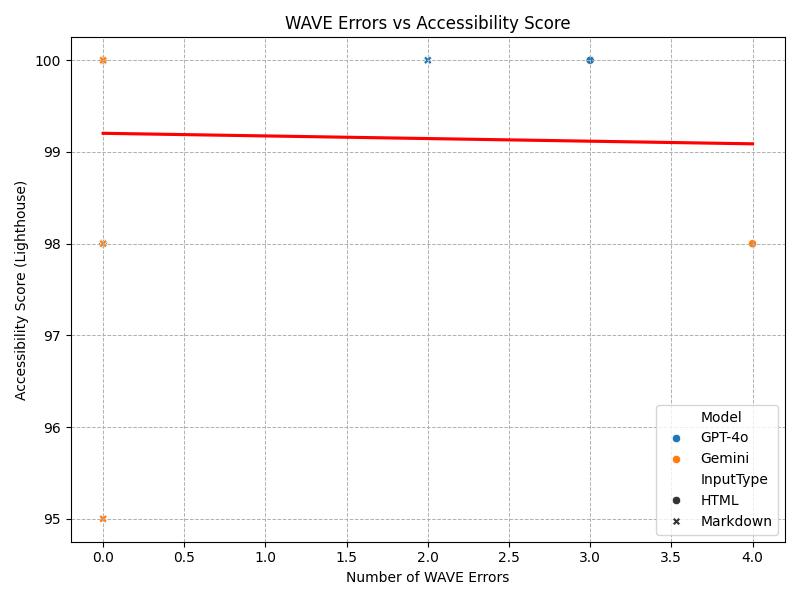 WAVE Errors vs Accessibility Score
Accessibility Score (Lighthouse)
100
99
98
97
96
95
Model
GPT-4o
Gemini
InputType
HTML
Markdown
0.0 0.5 1.0 1.5 2.0 2.5 3.0 3.5 4.0
Number of WAVE Errors